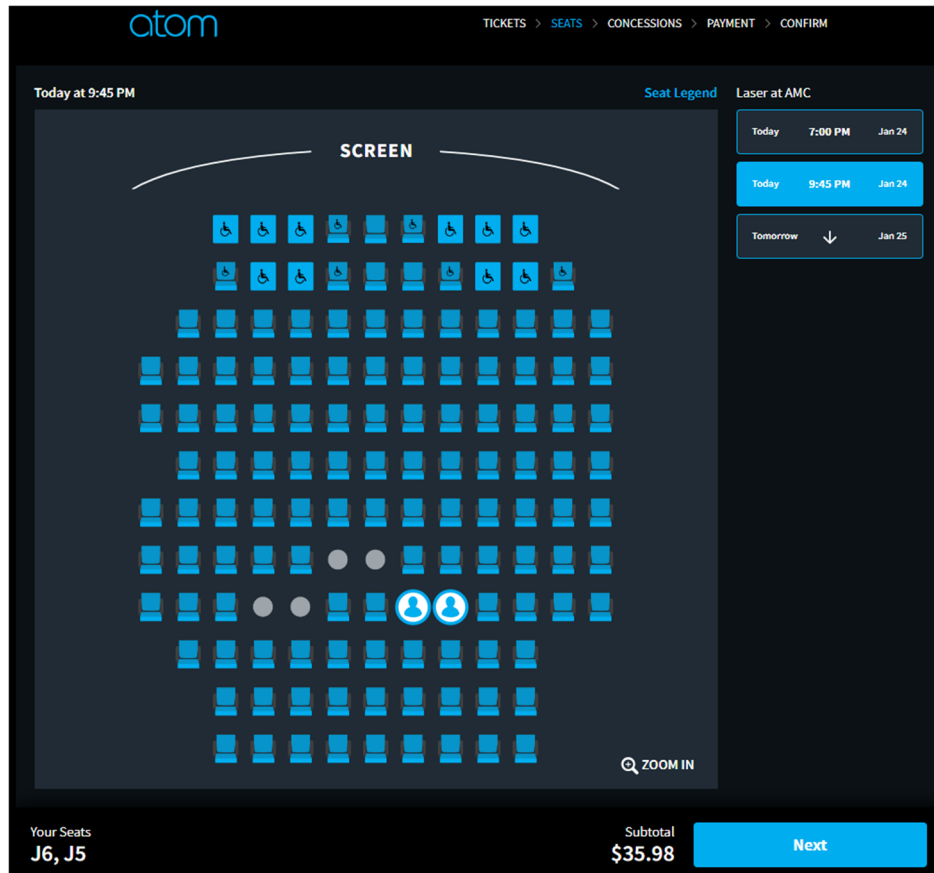 atom
TICKETS > SEATS > CONCESSIONS > PAYMENT > CONFIRM
Today at 9:45 PM
Seat Legend
SCREEN
ZOOM IN
Laser at AMC
Today 7:00 PM Jan 24
Today 9:45 PM Jan 24
Tomorrow Jan 25
Your Seats
J6, J5
Subtotal
$35.98
Next